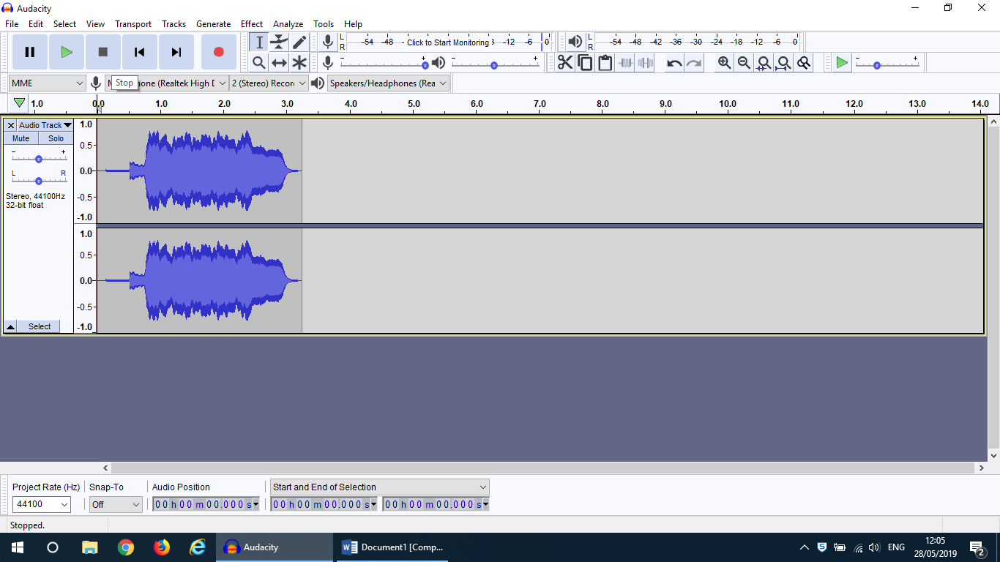 Audacity
File Edit Select View Transport Tracks Generate Effect Analyze Tools Help
L
R
-54 -48 - Click to Start Monitoring -12 -6 0
L
R
-54 -48 -42 -36 -30 -24 -18 -12 -6 0
- +
- +
- +
MME
Stop
phone (Realtek High D
2 (Stereo) Record
Speakers/Headphones (Rea
1.0 0.0 1.0 2.0 3.0 4.0 5.0 6.0 7.0 8.0 9.0 10.0 11.0 12.0 13.0 14.0
Audio Track
Mute Solo
- +
L R
Stereo, 44100Hz
32-bit float
Select
1.0
0.5
0.0
-0.5
-1.0
1.0
0.5
0.0
-0.5
-1.0
Project Rate (Hz) Snap-To Audio Position Start and End of Selection
44100 Off 00 h 00 m 00.000 s 00 h 00 m 00.000 s 00 h 00 m 00.000 s
Stopped.
Audacity
Document1 [Comp...
ENG
12:05
28/05/2019
2